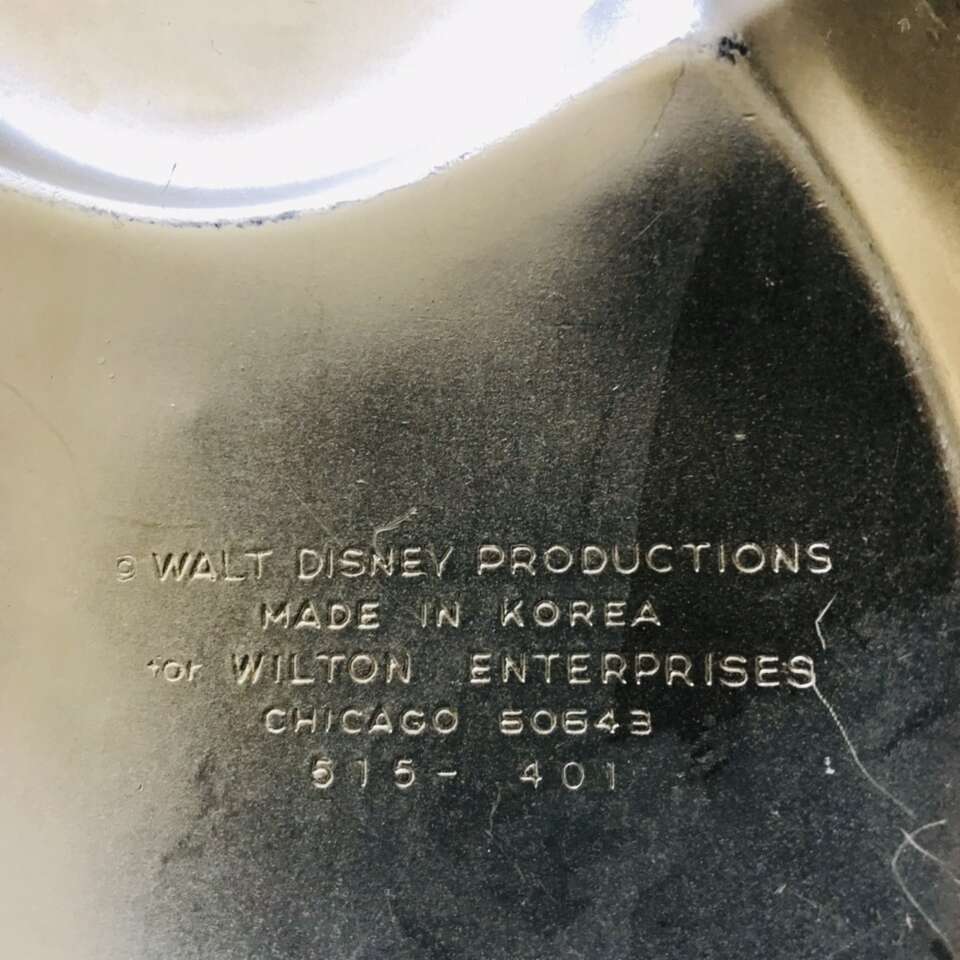 © WALT DISNEY PRODUCTIONS
MADE IN KOREA
for WILTON ENTERPRISES
CHICAGO 60643
515- 401